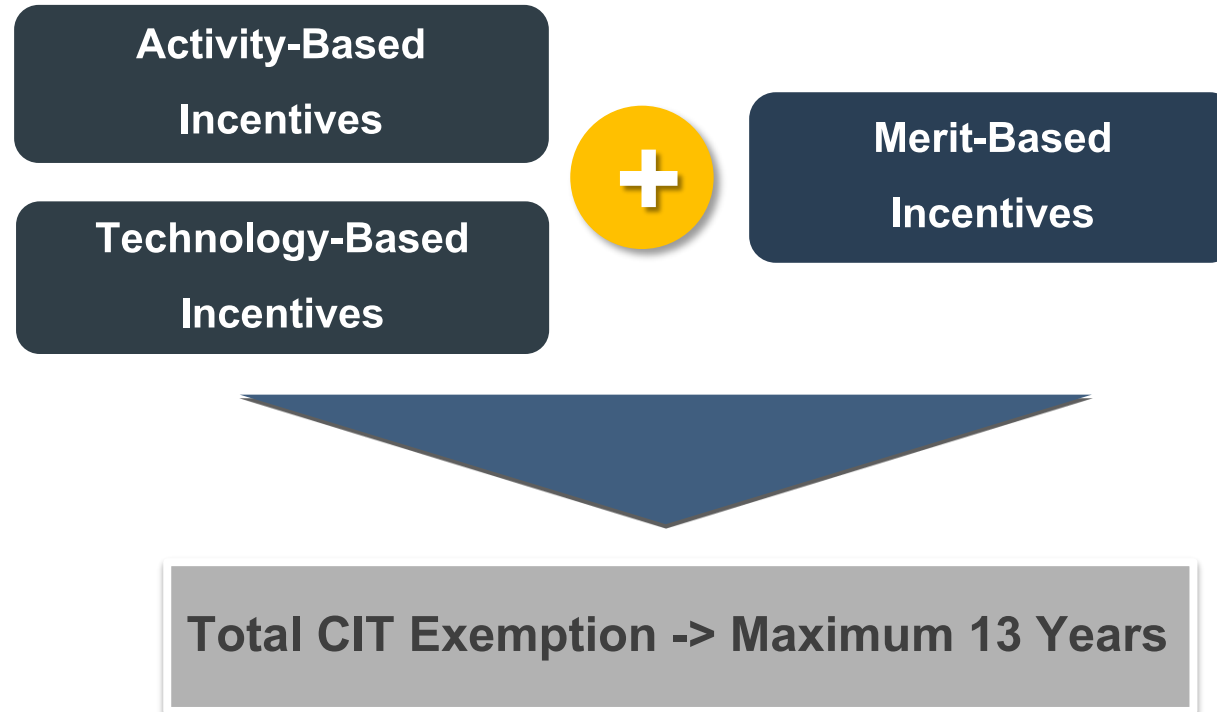 Activity-Based
Incentives
Technology-Based
Incentives
+
Merit-Based
Incentives
Total CIT Exemption -> Maximum 13 Years